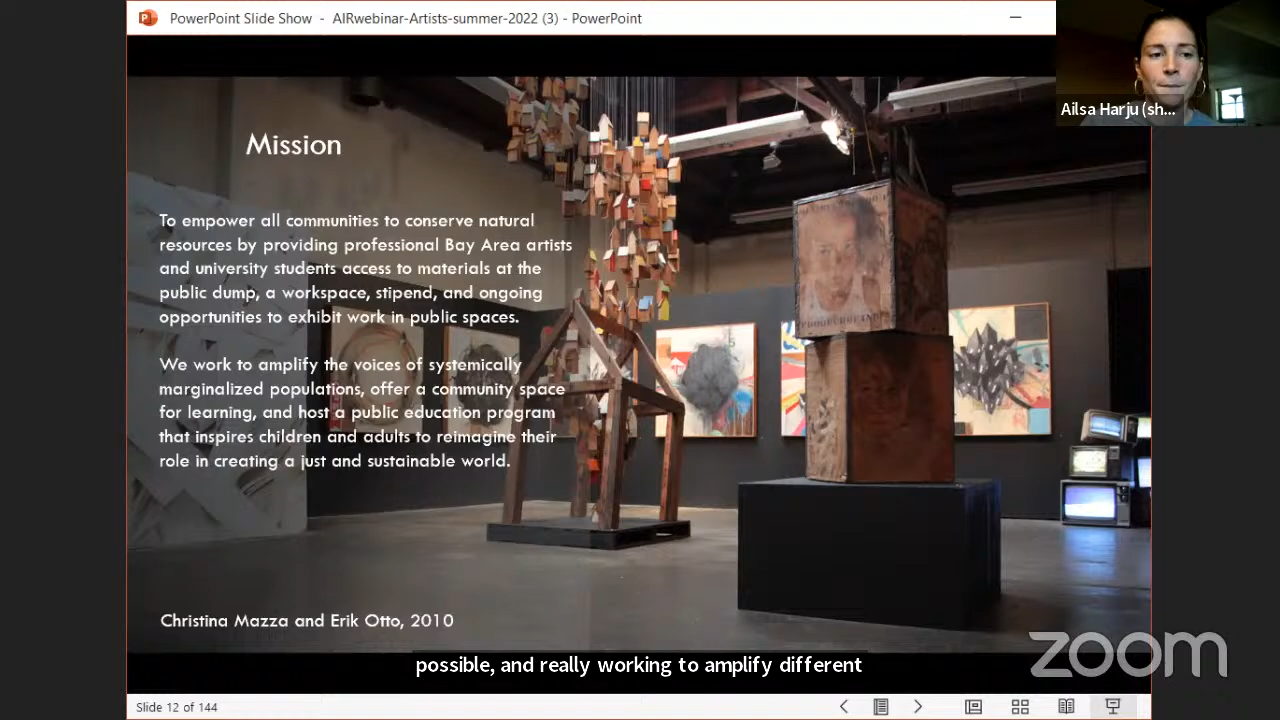 PowerPoint Slide Show - AIRwebinar-Artists-summer-2022 (3) - PowerPoint
Ailsa Harju (sh...
Mission
To empower all communities to conserve natural
resources by providing professional Bay Area artists
and university students access to materials at the
public dump, a workspace, stipend, and ongoing
opportunities to exhibit work in public spaces.
We work to amplify the voices of systemically
marginalized populations, offer a community space
for learning, and host a public education program
that inspires children and adults to reimagine their
role in creating a just and sustainable world.
Christina Mazza and Erik Otto, 2010
zoom
possible, and really working to amplify different
Slide 12 of 144